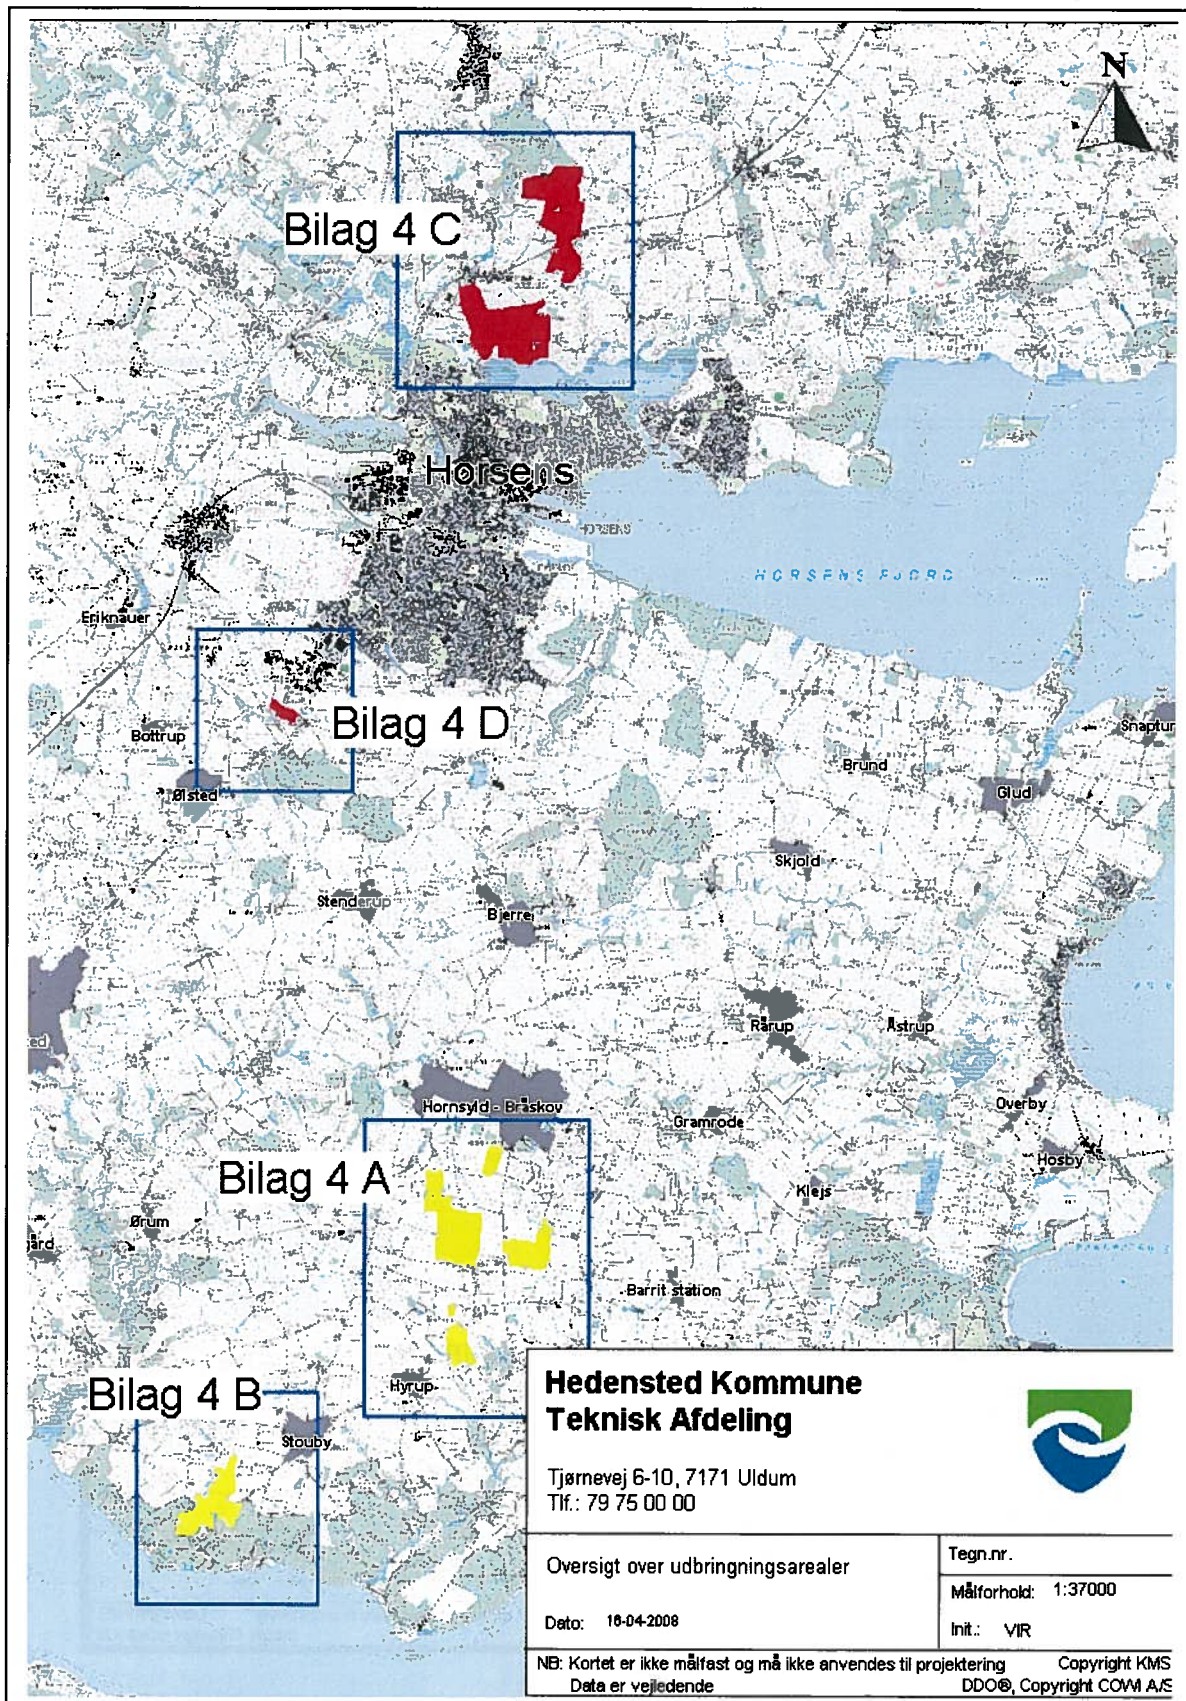 N
Bilag 4 C
Horsens
HORSENS
HORSENS FJORD
Eriknauer
Bilag 4 D
Bottrup
Snaptun
Brund
Ølsted
Glud
Skjold
Stenderup
Bjerre
Rårup
Åstrup
ted
Hornsyld - Bråskov
Overby
Gramrode
Hosby
Bilag 4 A
Klejs
Ørum
gård
Barrit station
Hyrup
Bilag 4 B
Stouby
Hedensted Kommune
Teknisk Afdeling
Tjørnevej 6-10, 7171 Uldum
Tlf.: 79 75 00 00
Oversigt over udbringningsarealer
Tegn.nr.
Målforhold: 1:37000
Dato: 16-04-2008
Init.: VIR
NB: Kortet er ikke målfast og må ikke anvendes til projektering
Copyright KMS
Data er vejledende
DDO®, Copyright COWI A/S